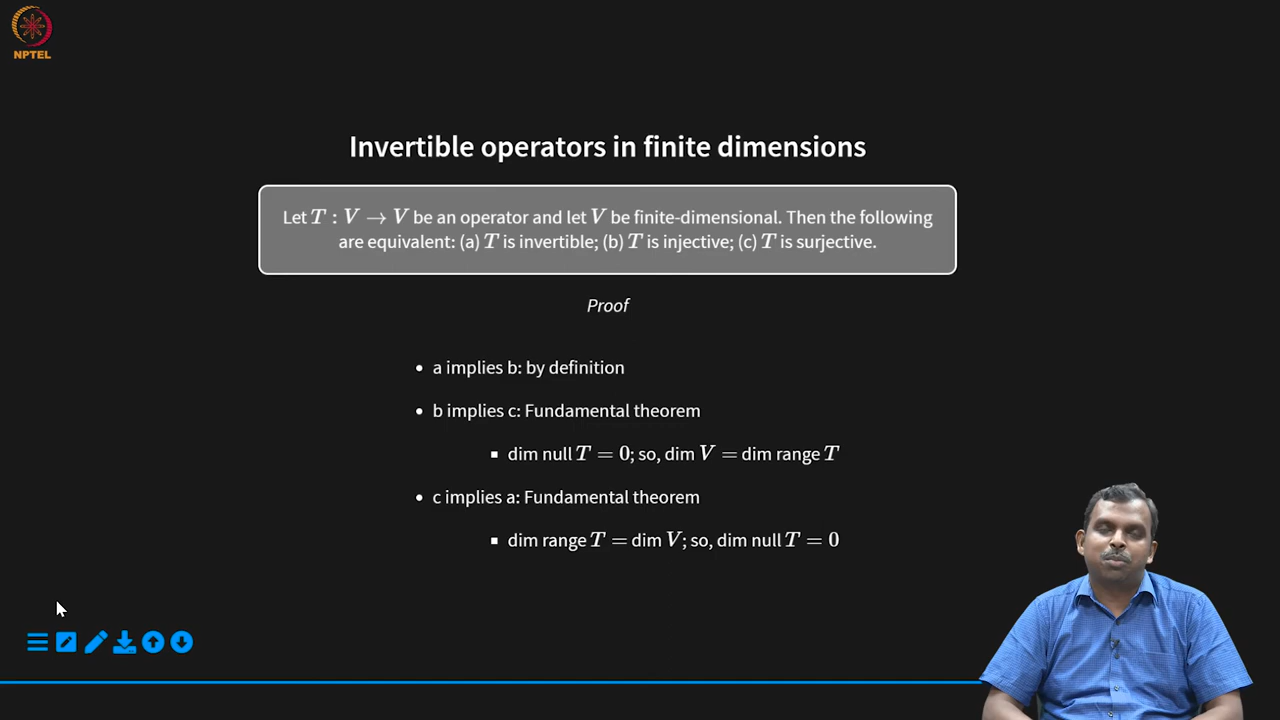 NPTEL
Invertible operators in finite dimensions
Let T : V → V be an operator and let V be finite-dimensional. Then the following
are equivalent: (a) T is invertible; (b) T is injective; (c) T is surjective.
Proof
• a implies b: by definition
• b implies c: Fundamental theorem
▪ dim null T = 0; so, dim V = dim range T
• c implies a: Fundamental theorem
▪ dim range T = dim V; so, dim null T = 0